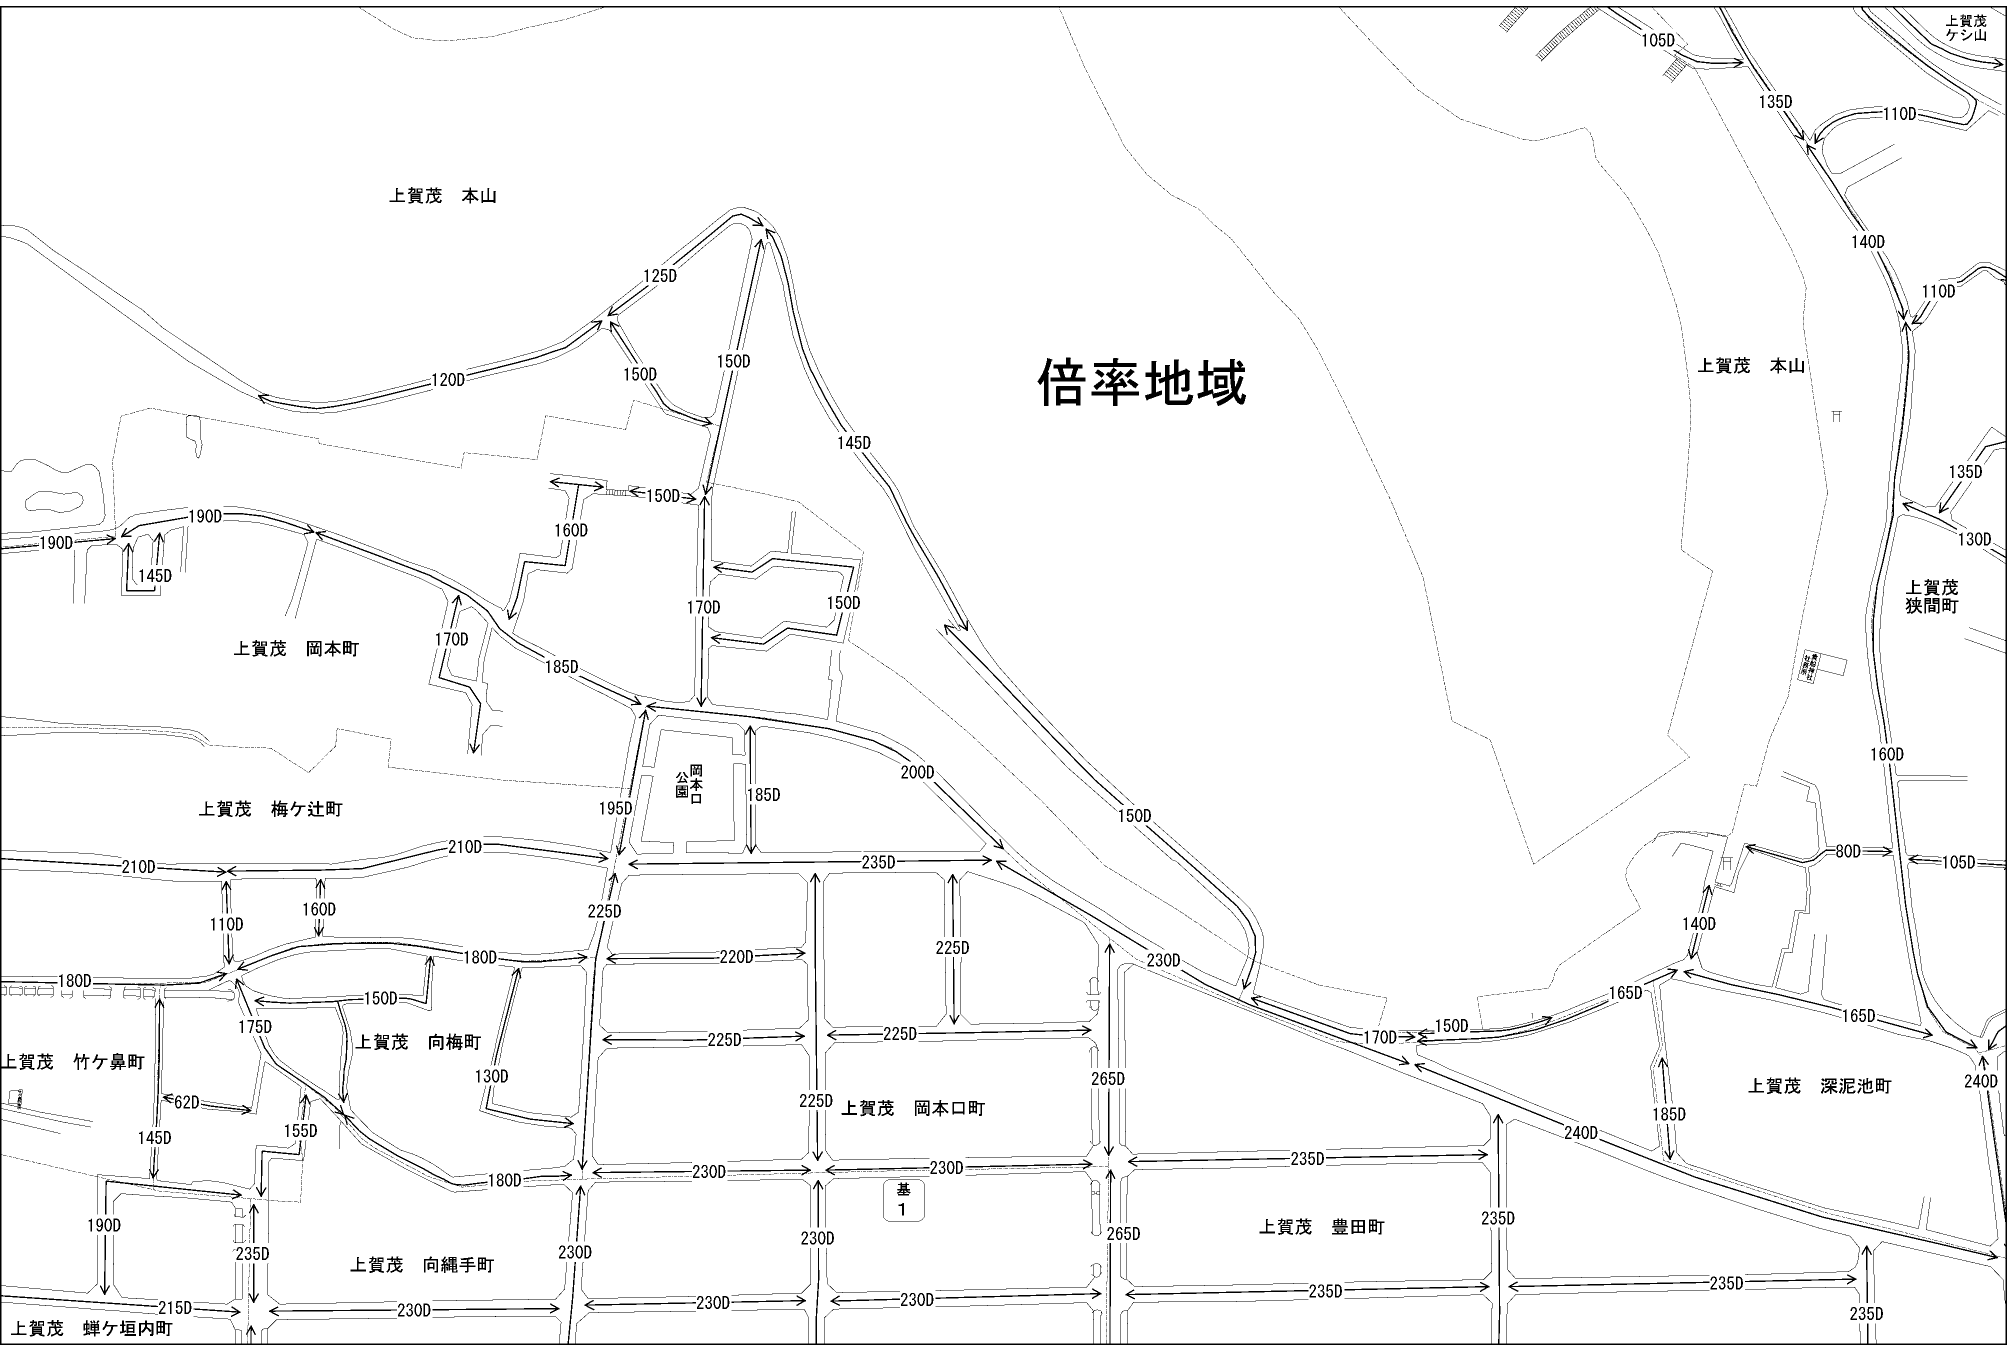 上賀茂
ケシ山
105D
135D
110D
上賀茂　本山
140D
125D
110D
150D
上賀茂　本山
倍率地域
150D
120D
145D
135D
150D
190D
160D
190D
130D
145D
上賀茂
狭間町
150D
170D
170D
上賀茂　岡本町
185D
160D
200D
岡本口
公園
185D
195D
上賀茂　梅ケ辻町
150D
210D
80D
210D
235D
105D
160D
225D
110D
140D
225D
180D
220D
230D
180D
165D
150D
165D
175D
150D
225D
225D
170D
上賀茂　向梅町
上賀茂　竹ケ鼻町
130D
265D
240D
上賀茂　深泥池町
62D
225D
上賀茂　岡本口町
185D
155D
240D
145D
235D
230D
230D
180D
基
1
235D
190D
上賀茂　豊田町
265D
230D
230D
235D
上賀茂　向縄手町
235D
235D
215D
230D
230D
230D
235D
上賀茂　蝉ケ垣内町